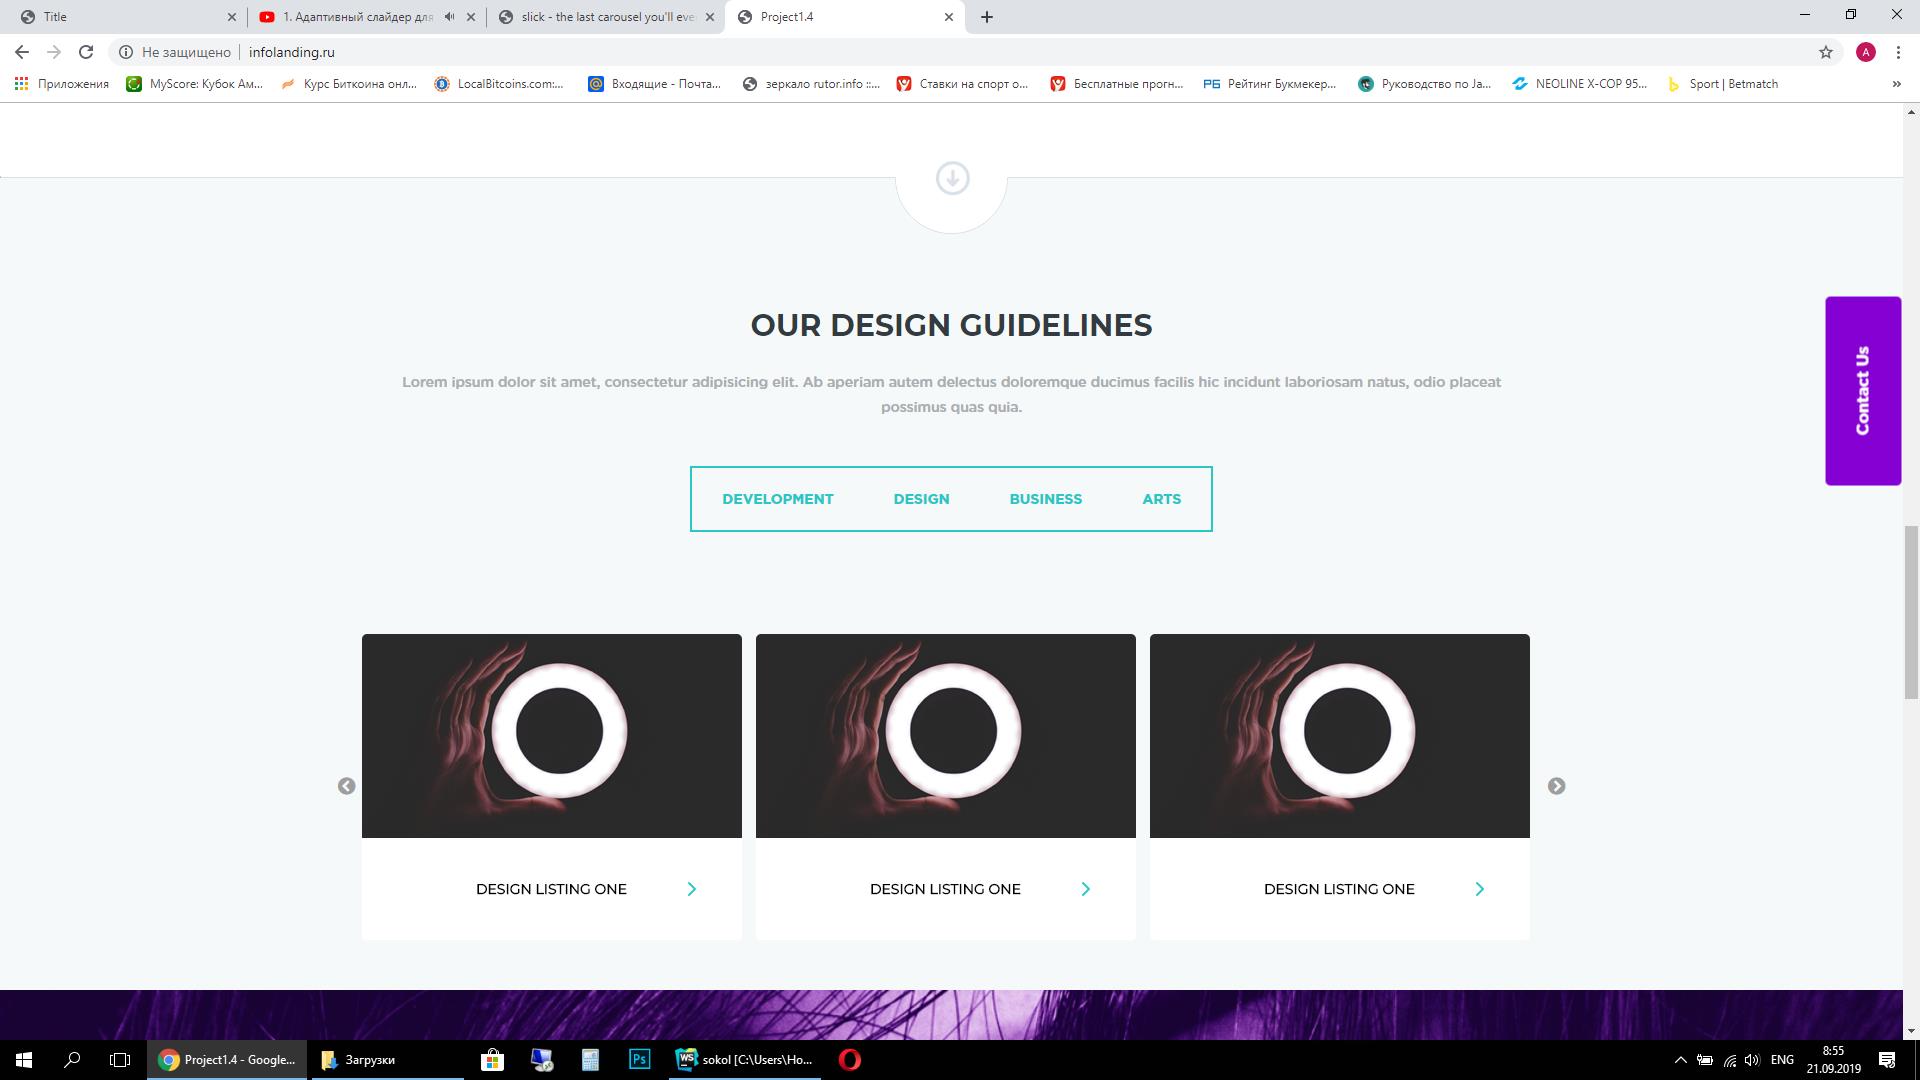 Title
1. Адаптивный слайдер для
slick - the last carousel you'll eve
Project1.4
Не защищено
infolanding.ru
A
Приложения
MyScore: Кубок Ам...
Курс Биткоина онл...
LocalBitcoins.com:...
Входящие - Почта...
зеркало rutor.info ::...
Ставки на спорт о...
Бесплатные прогн...
РБ
Рейтинг Букмекер...
Руководство по Ja...
NEOLINE X-COP 95...
Sport | Betmatch
OUR DESIGN GUIDELINES
Lorem ipsum dolor sit amet, consectetur adipisicing elit. Ab aperiam autem delectus doloremque ducimus facilis hic incidunt laboriosam natus, odio placeat
possimus quas quia.
Contact Us
DEVELOPMENT
DESIGN
BUSINESS
ARTS
DESIGN LISTING ONE
DESIGN LISTING ONE
DESIGN LISTING ONE
Project1.4 - Google...
Загрузки
Ps
WS
sokol [C:\Users\Ho...
ENG
8:55
21.09.2019